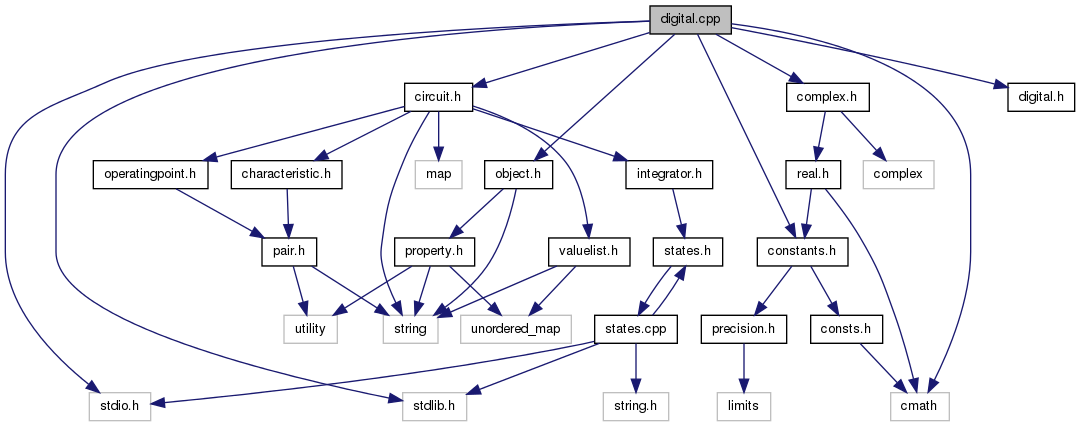 digital.cpp
circuit.h
complex.h
digital.h
operatingpoint.h
characteristic.h
map
object.h
integrator.h
real.h
complex
pair.h
property.h
valuelist.h
states.h
constants.h
utility
string
unordered_map
states.cpp
precision.h
consts.h
stdio.h
stdlib.h
string.h
limits
cmath